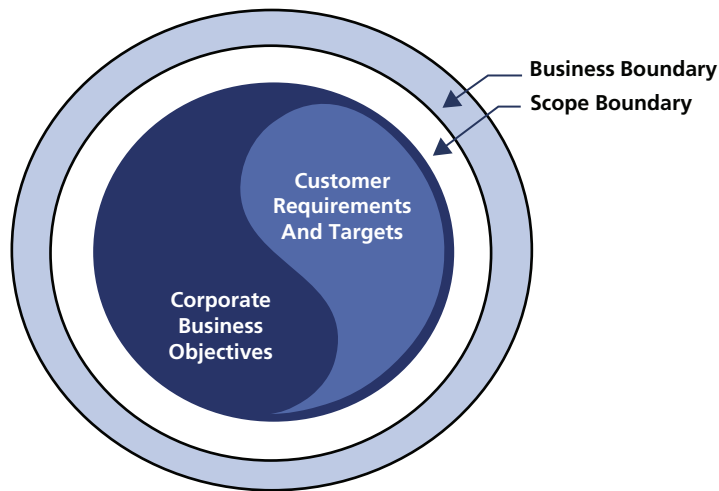 Business Boundary
Scope Boundary
Customer
Requirements
And Targets
Corporate
Business
Objectives